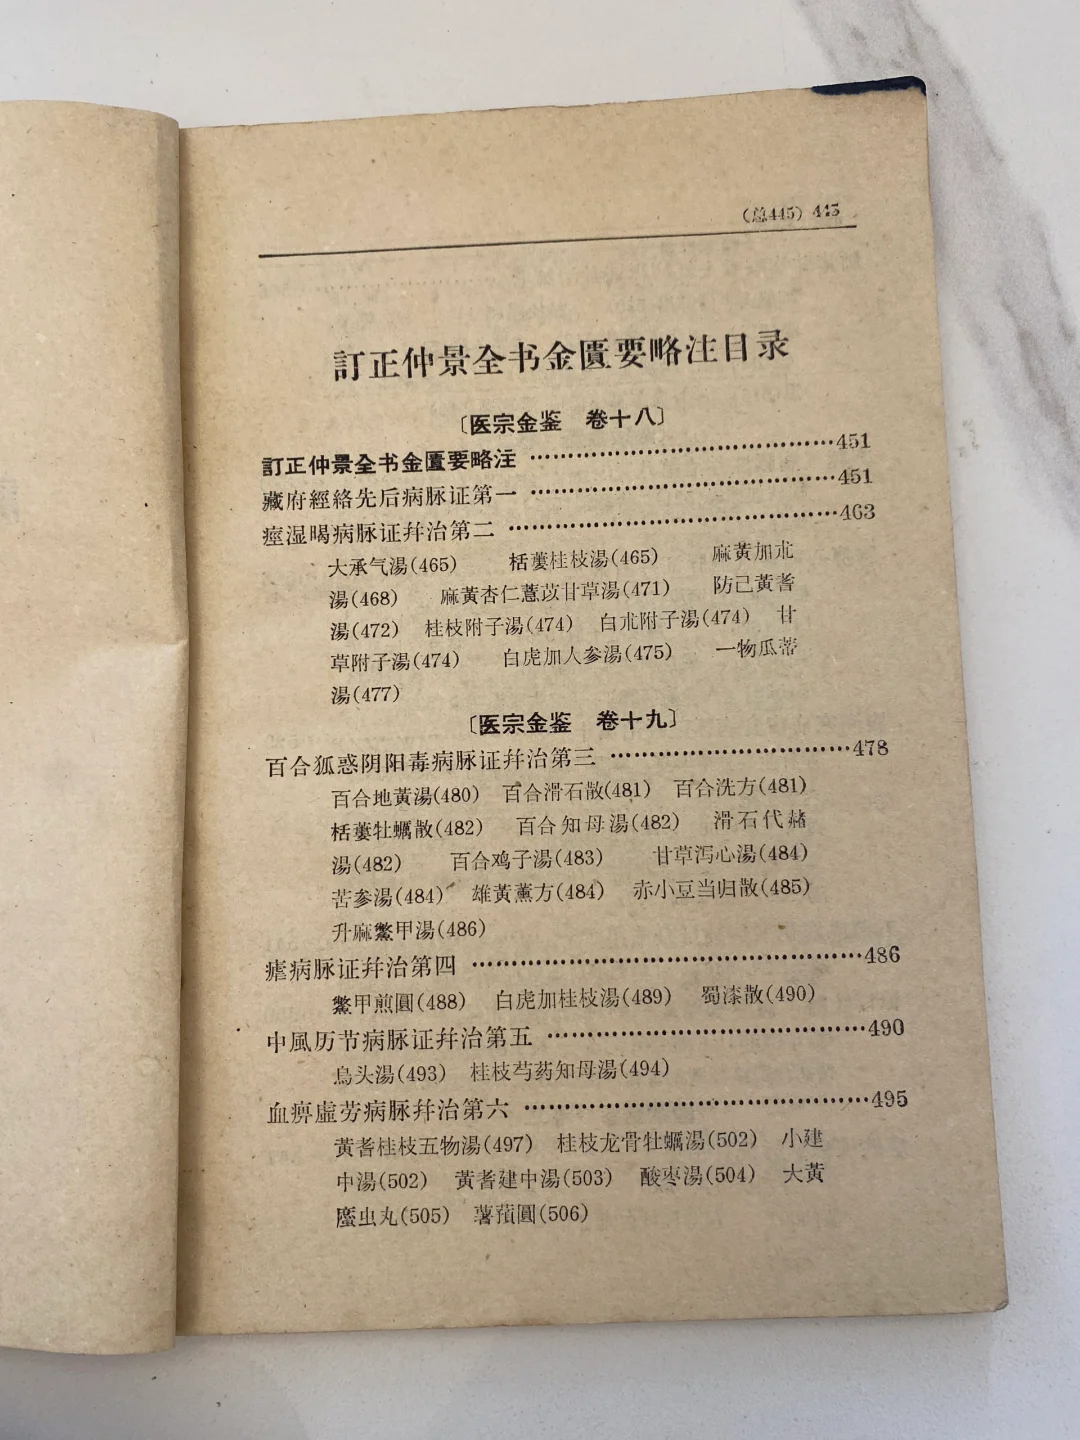 (总445) 445
訂正仲景全书金匱要略注目录
〔医宗金鉴 卷十八〕
訂正仲景全书金匱要略注 ⋯⋯⋯⋯⋯⋯⋯⋯⋯⋯⋯451
藏府經絡先后病脉证第一 ⋯⋯⋯⋯⋯⋯⋯⋯⋯⋯⋯451
痙湿暍病脉证幷治第二 ⋯⋯⋯⋯⋯⋯⋯⋯⋯⋯⋯463
大承气湯(465) 栝蔞桂枝湯(465) 麻黃加朮
湯(468) 麻黃杏仁薏苡甘草湯(471) 防己黃耆
湯(472) 桂枝附子湯(474) 白朮附子湯(474) 甘
草附子湯(474) 白虎加人参湯(475) 一物瓜蒂
湯(477)
〔医宗金鉴 卷十九〕
百合狐惑阴阳毒病脉证幷治第三 ⋯⋯⋯⋯⋯⋯⋯⋯⋯478
百合地黃湯(480) 百合滑石散(481) 百合洗方(481)
栝蔞牡蠣散(482) 百合知母湯(482) 滑石代赭
湯(482) 百合鸡子湯(483) 甘草泻心湯(484)
苦参湯(484) 雄黃薰方(484) 赤小豆当归散(485)
升麻鱉甲湯(486)
瘧病脉证幷治第四 ⋯⋯⋯⋯⋯⋯⋯⋯⋯⋯⋯⋯⋯486
鱉甲煎圓(488) 白虎加桂枝湯(489) 蜀漆散(490)
中風历节病脉证幷治第五 ⋯⋯⋯⋯⋯⋯⋯⋯⋯⋯⋯490
烏头湯(493) 桂枝芍药知母湯(494)
血痹虛劳病脉幷治第六 ⋯⋯⋯⋯⋯⋯⋯⋯⋯⋯⋯495
黃耆桂枝五物湯(497) 桂枝龙骨牡蠣湯(502) 小建
中湯(502) 黃耆建中湯(503) 酸枣湯(504) 大黃
䗪虫丸(505) 薯蕷圓(506)